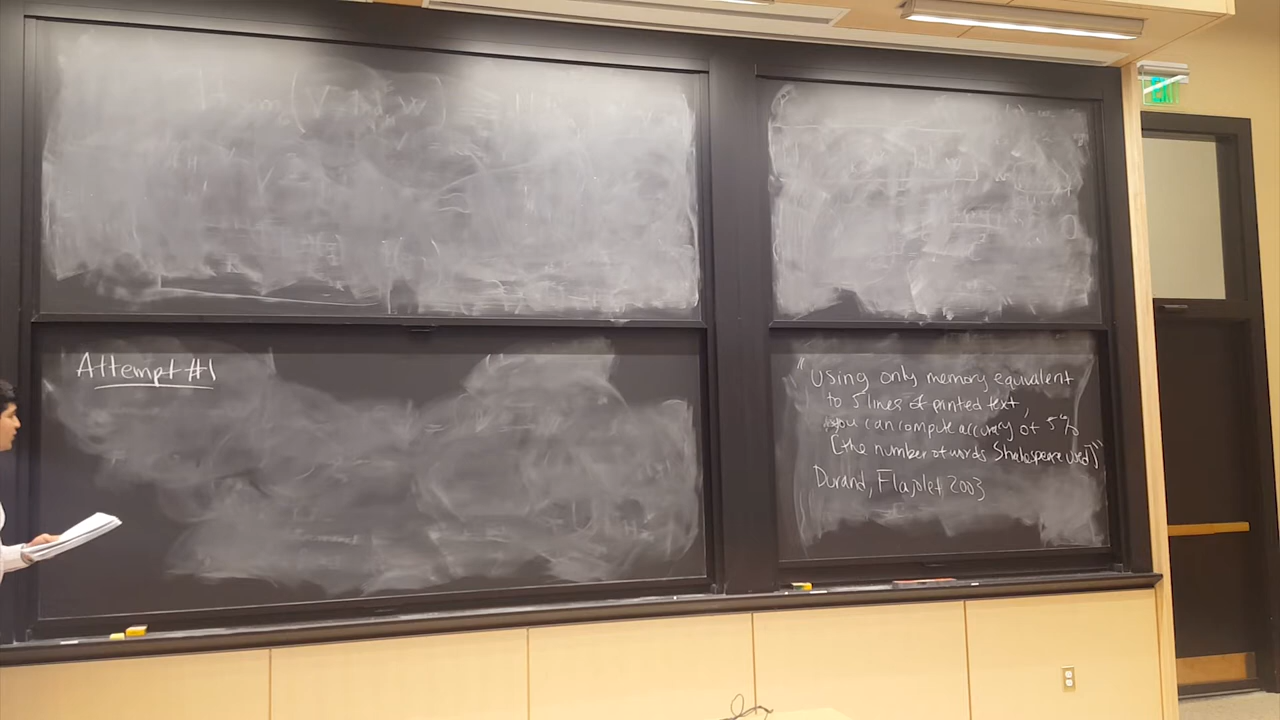 Attempt #1
"Using only memory equivalent
to 5 lines of printed text,
you can compute accuracy of 5%
[the number of words Shakespeare used]"
Durand, Flajolet 2003